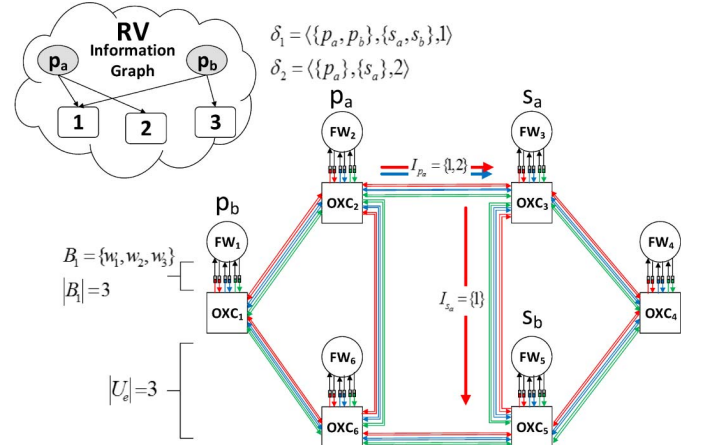 RV
Information
Graph
pa
pb
1
2
3
δ1 = ⟨{pa, pb},{sa, sb},1⟩
δ2 = ⟨{pa},{sa},2⟩
pa
sa
FW2
FW3
Ipa = {1,2}
OXC2
OXC3
pb
FW1
FW4
B1 = {w1, w2, w3}
|B1| = 3
OXC1
OXC4
Isa = {1}
sb
FW6
FW5
|Ue| = 3
OXC6
OXC5